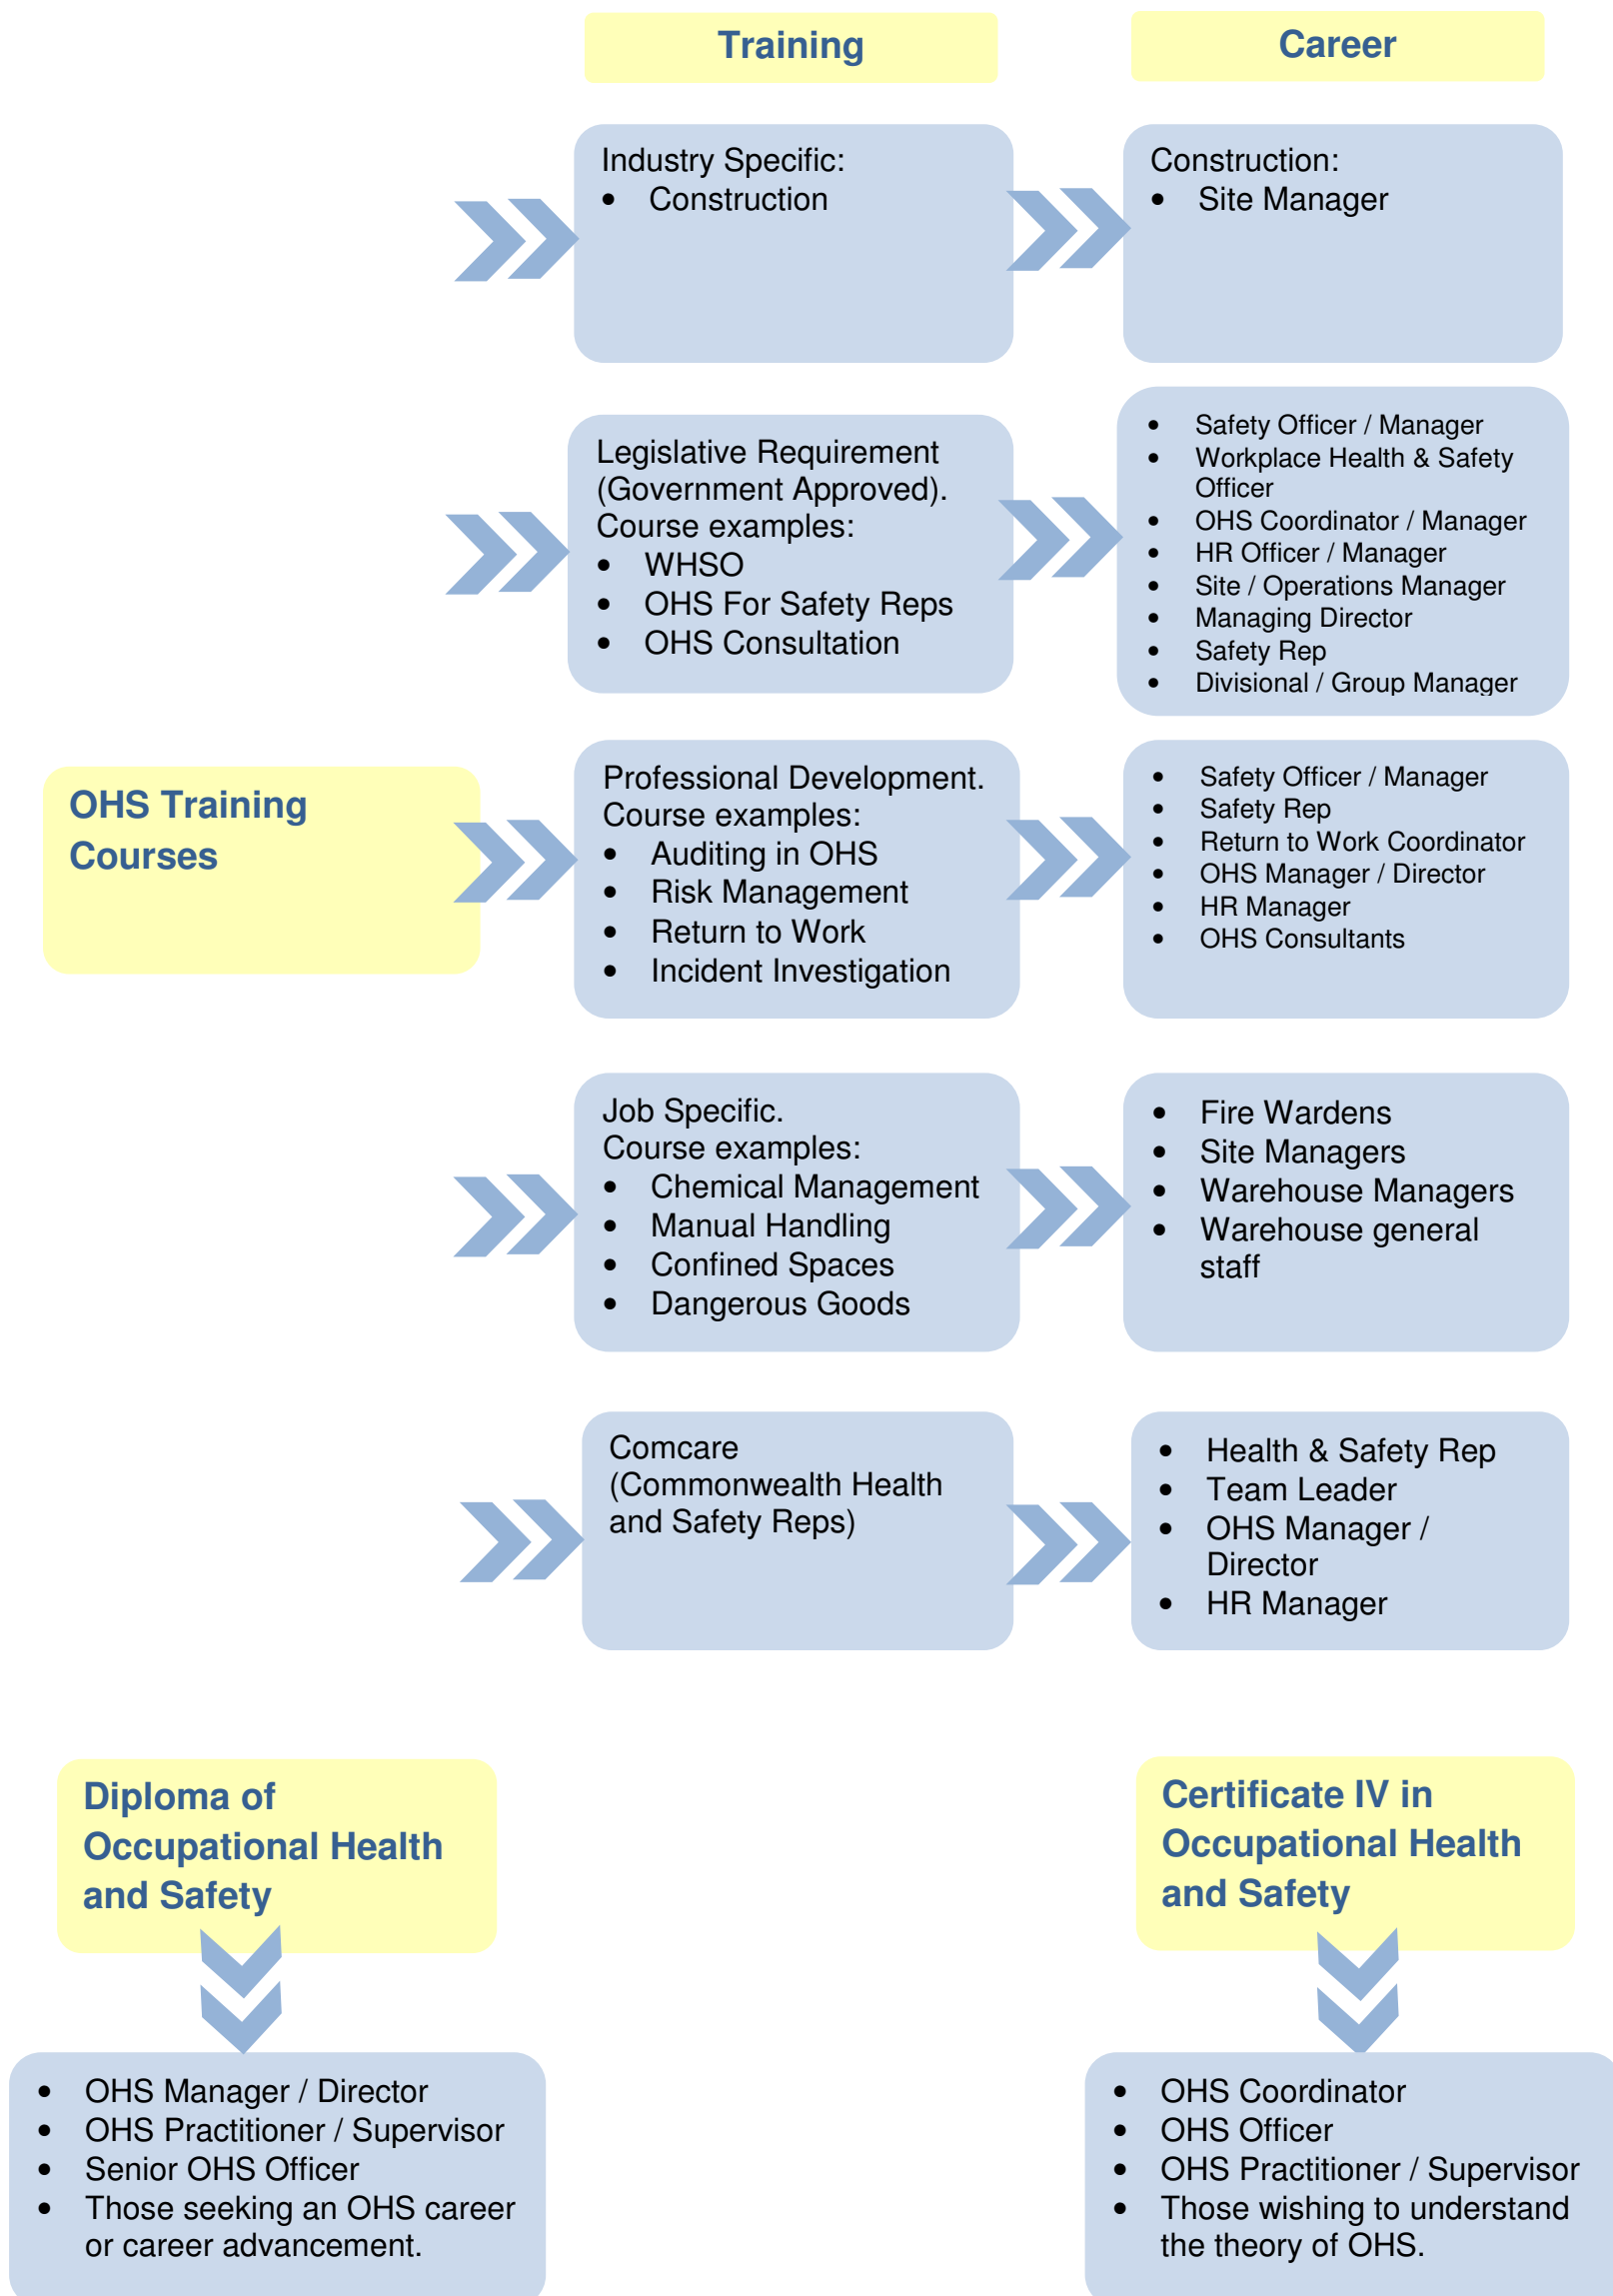 Training
Career
Industry Specific:
• Construction
Construction:
• Site Manager
Legislative Requirement
(Government Approved).
Course examples:
• WHSO
• OHS For Safety Reps
• OHS Consultation
• Safety Officer / Manager
• Workplace Health & Safety
Officer
• OHS Coordinator / Manager
• HR Officer / Manager
• Site / Operations Manager
• Managing Director
• Safety Rep
• Divisional / Group Manager
OHS Training
Courses
Professional Development.
Course examples:
• Auditing in OHS
• Risk Management
• Return to Work
• Incident Investigation
• Safety Officer / Manager
• Safety Rep
• Return to Work Coordinator
• OHS Manager / Director
• HR Manager
• OHS Consultants
Job Specific.
Course examples:
• Chemical Management
• Manual Handling
• Confined Spaces
• Dangerous Goods
• Fire Wardens
• Site Managers
• Warehouse Managers
• Warehouse general
staff
Comcare
(Commonwealth Health
and Safety Reps)
• Health & Safety Rep
• Team Leader
• OHS Manager /
Director
• HR Manager
Diploma of
Occupational Health
and Safety
• OHS Manager / Director
• OHS Practitioner / Supervisor
• Senior OHS Officer
• Those seeking an OHS career
or career advancement.
Certificate IV in
Occupational Health
and Safety
• OHS Coordinator
• OHS Officer
• OHS Practitioner / Supervisor
• Those wishing to understand
the theory of OHS.